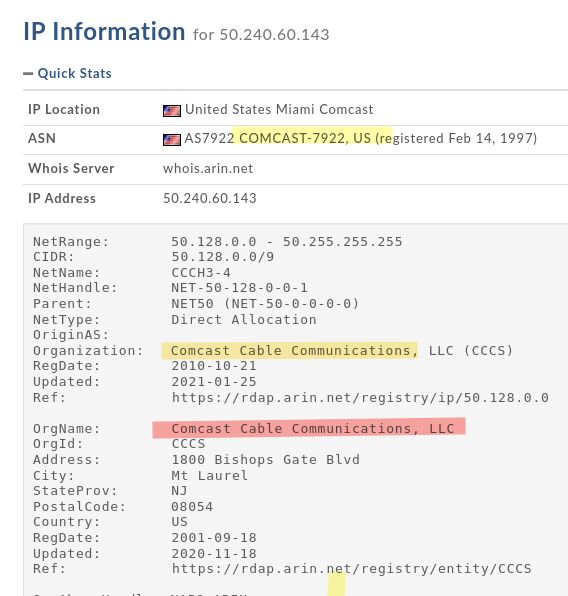 IP Information for 50.240.60.143
Quick Stats
IP Location United States Miami Comcast
ASN AS7922 COMCAST-7922, US (registered Feb 14, 1997)
Whois Server whois.arin.net
IP Address 50.240.60.143
NetRange: 50.128.0.0 - 50.255.255.255
CIDR: 50.128.0.0/9
NetName: CCCH3-4
NetHandle: NET-50-128-0-0-1
Parent: NET50 (NET-50-0-0-0-0)
NetType: Direct Allocation
OriginAS:
Organization: Comcast Cable Communications, LLC (CCCS)
RegDate: 2010-10-21
Updated: 2021-01-25
Ref: https://rdap.arin.net/registry/ip/50.128.0.0
OrgName: Comcast Cable Communications, LLC
OrgId: CCCS
Address: 1800 Bishops Gate Blvd
City: Mt Laurel
StateProv: NJ
PostalCode: 08054
Country: US
RegDate: 2001-09-18
Updated: 2020-11-18
Ref: https://rdap.arin.net/registry/entity/CCCS